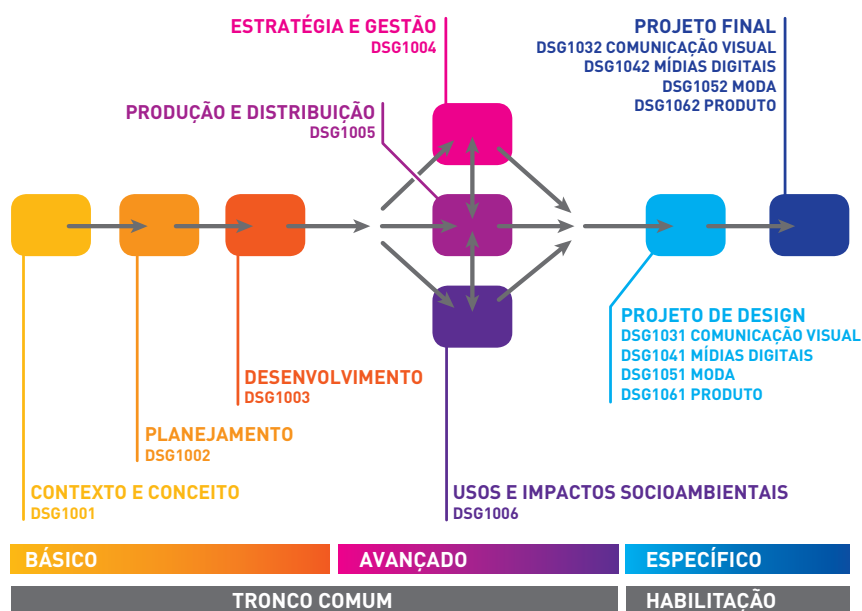 ESTRATÉGIA E GESTÃO
DSG1004
PROJETO FINAL
DSG1032 COMUNICAÇÃO VISUAL
DSG1042 MÍDIAS DIGITAIS
DSG1052 MODA
DSG1062 PRODUTO
PRODUÇÃO E DISTRIBUIÇÃO
DSG1005
PROJETO DE DESIGN
DSG1031 COMUNICAÇÃO VISUAL
DSG1041 MÍDIAS DIGITAIS
DSG1051 MODA
DSG1061 PRODUTO
DESENVOLVIMENTO
DSG1003
PLANEJAMENTO
DSG1002
CONTEXTO E CONCEITO
DSG1001
USOS E IMPACTOS SOCIOAMBIENTAIS
DSG1006
BÁSICO
AVANÇADO
ESPECÍFICO
TRONCO COMUM
HABILITAÇÃO